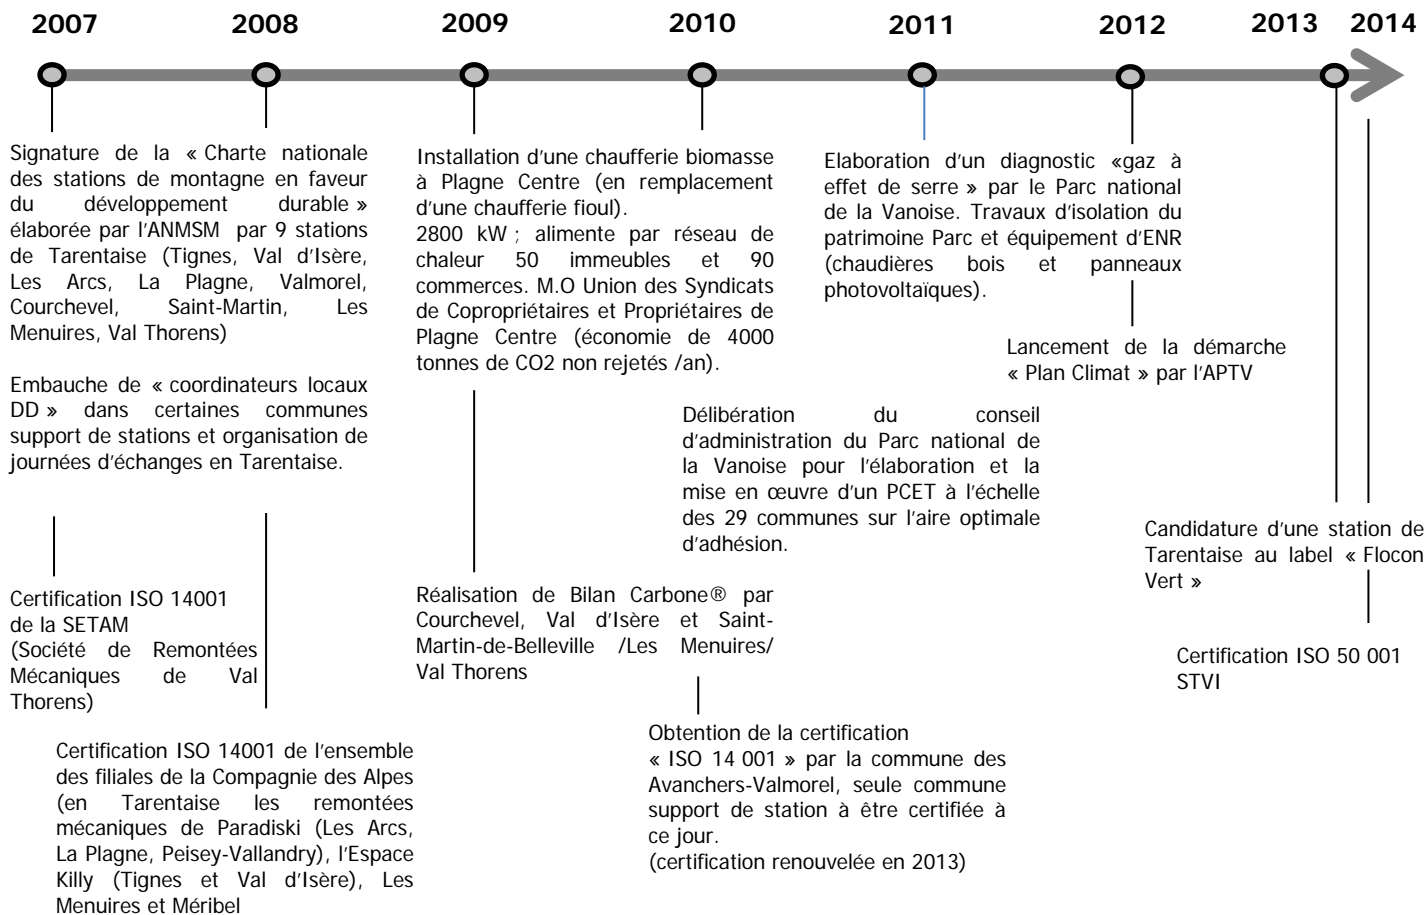 2007 2008 2009 2010 2011 2012 2013 2014
Signature de la « Charte nationale
des stations de montagne en faveur
du développement durable »
élaborée par l'ANMSM par 9 stations
de Tarentaise (Tignes, Val d'Isère,
Les Arcs, La Plagne, Valmorel,
Courchevel, Saint-Martin, Les
Menuires, Val Thorens)
Embauche de « coordinateurs locaux
DD » dans certaines communes
support de stations et organisation de
journées d'échanges en Tarentaise.
Certification ISO 14001
de la SETAM
(Société de Remontées
Mécaniques de Val
Thorens)
Certification ISO 14001 de l'ensemble
des filiales de la Compagnie des Alpes
(en Tarentaise les remontées
mécaniques de Paradiski (Les Arcs,
La Plagne, Peisey-Vallandry), l'Espace
Killy (Tignes et Val d'Isère), Les
Menuires et Méribel
Installation d'une chaufferie biomasse
à Plagne Centre (en remplacement
d'une chaufferie fioul).
2800 kW ; alimente par réseau de
chaleur 50 immeubles et 90
commerces. M.O Union des Syndicats
de Copropriétaires et Propriétaires de
Plagne Centre (économie de 4000
tonnes de CO2 non rejetés /an).
Réalisation de Bilan Carbone® par
Courchevel, Val d'Isère et Saint-
Martin-de-Belleville /Les Menuires/
Val Thorens
Délibération du conseil
d'administration du Parc national de
la Vanoise pour l'élaboration et la
mise en œuvre d'un PCET à l'échelle
des 29 communes sur l'aire optimale
d'adhésion.
Obtention de la certification
« ISO 14 001 » par la commune des
Avanchers-Valmorel, seule commune
support de station à être certifiée à
ce jour.
(certification renouvelée en 2013)
Elaboration d'un diagnostic «gaz à
effet de serre » par le Parc national
de la Vanoise. Travaux d'isolation du
patrimoine Parc et équipement d'ENR
(chaudières bois et panneaux
photovoltaïques).
Lancement de la démarche
« Plan Climat » par l'APTV
Candidature d'une station de
Tarentaise au label « Flocon
Vert »
Certification ISO 50 001
STVI